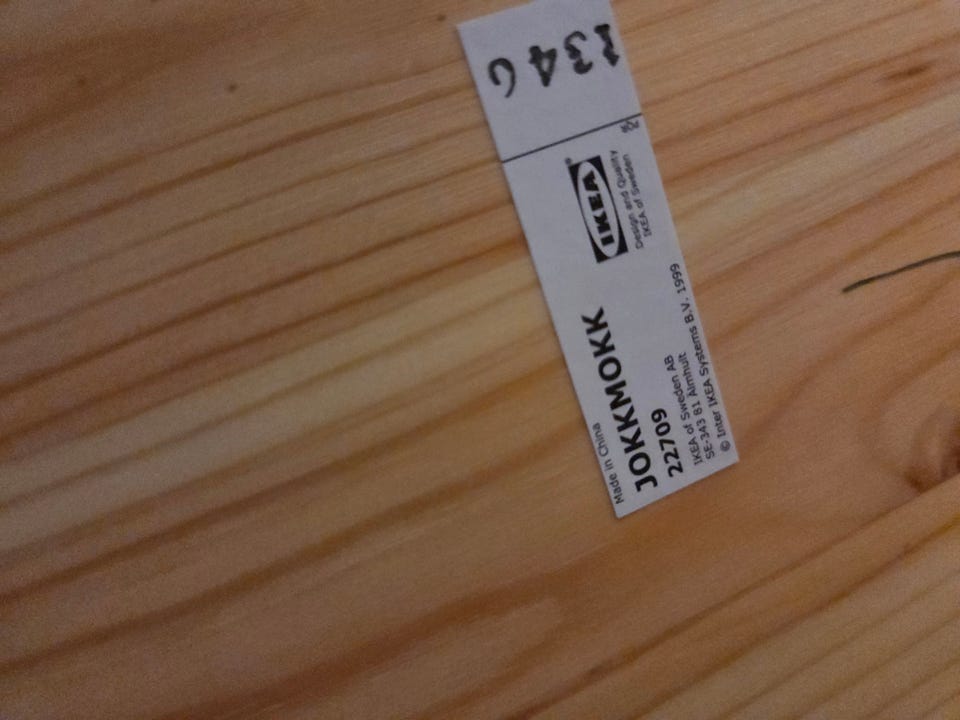 Made in China
JOKKMOKK
22709
IKEA of Sweden AB
SE-343 81 Älmhult
© Inter IKEA Systems B.V. 1999
IKEA®
Design and Quality
IKEA of Sweden